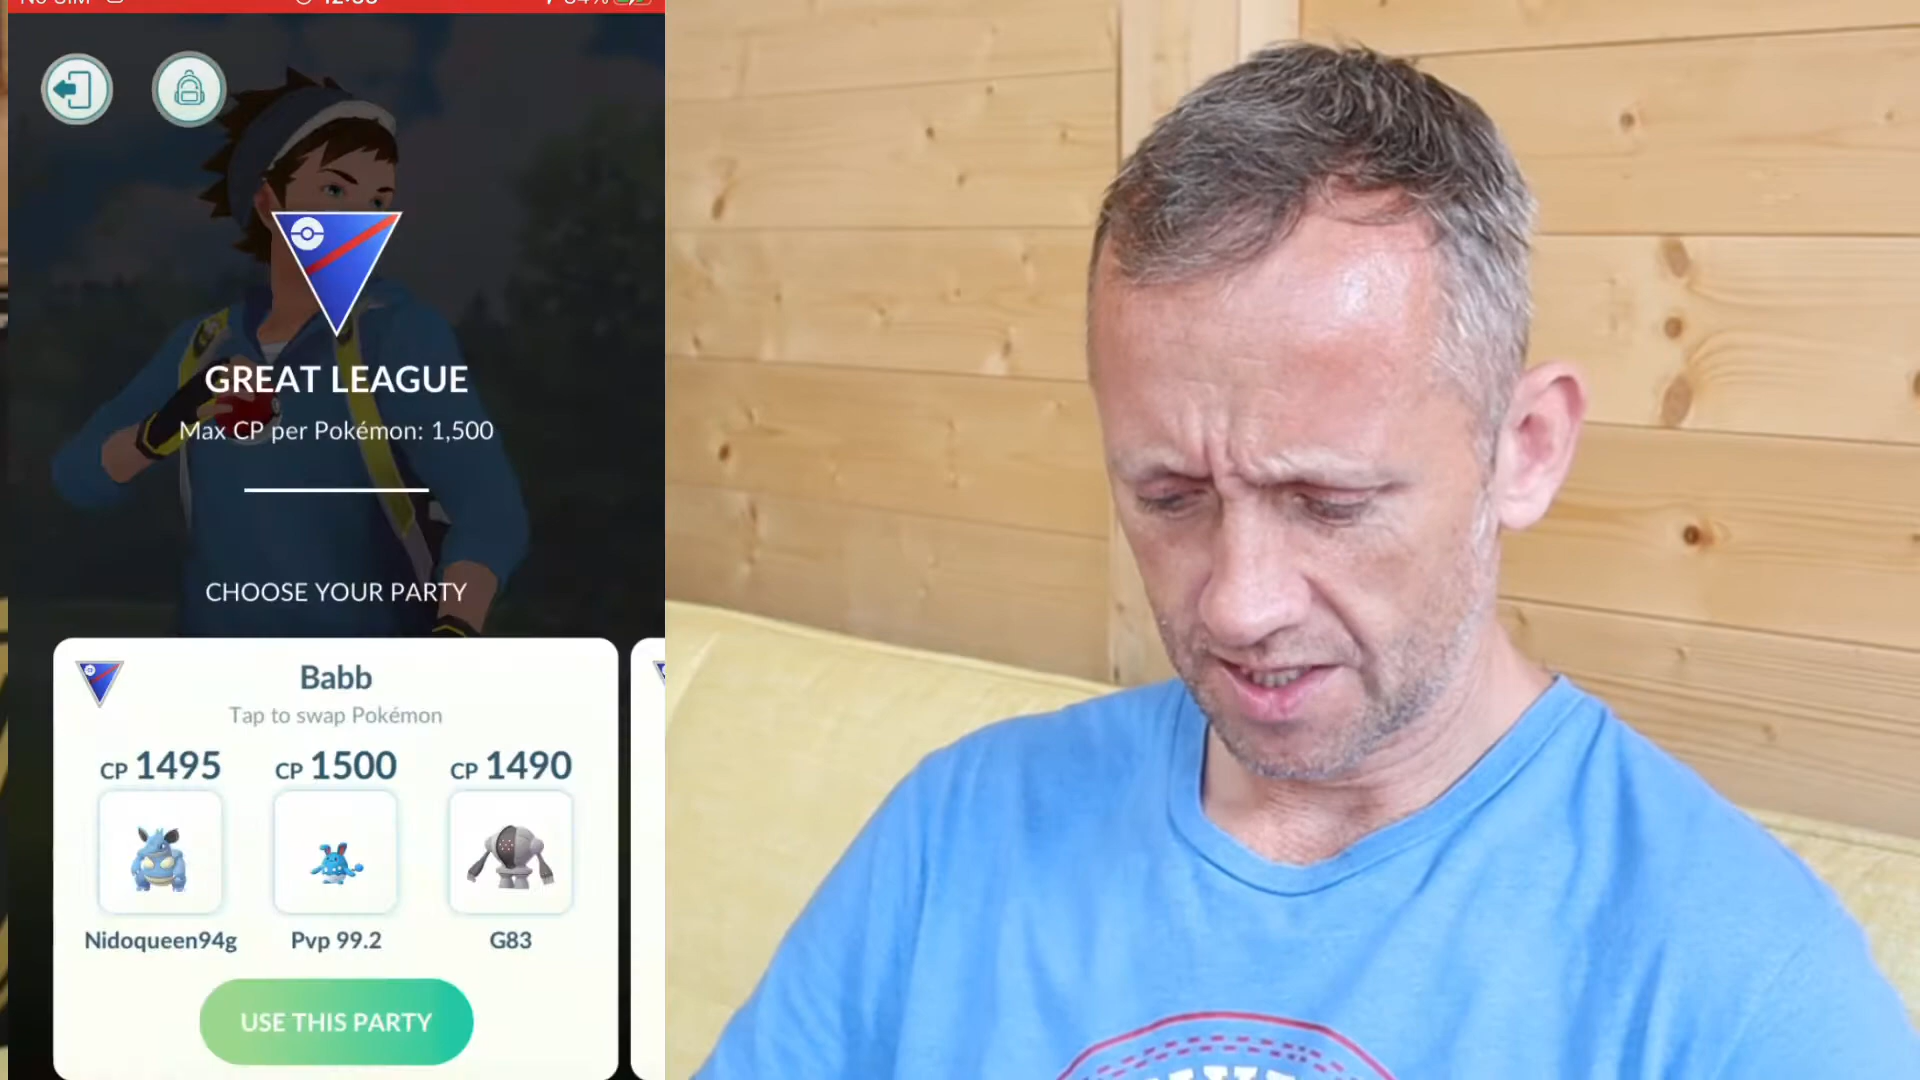 GREAT LEAGUE
Max CP per Pokémon: 1,500
CHOOSE YOUR PARTY
Babb
Tap to swap Pokémon
CP 1495 CP 1500 CP 1490
Nidoqueen94g Pvp 99.2 G83
USE THIS PARTY